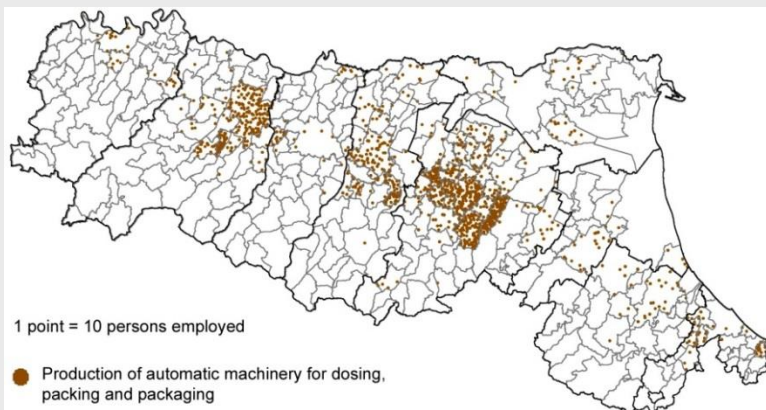 1 point = 10 persons employed
Production of automatic machinery for dosing,
packing and packaging